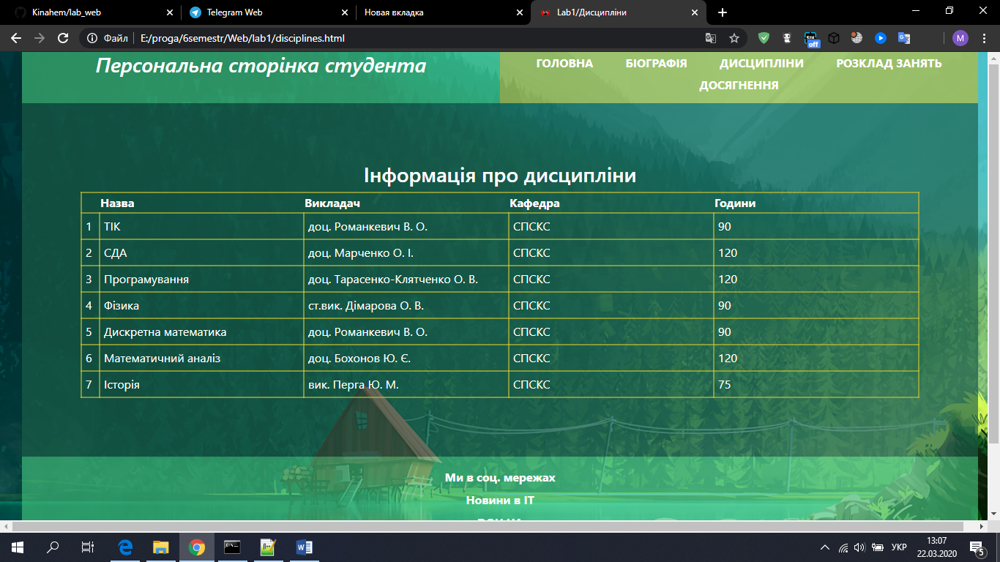 Kinahem/lab_web
Telegram Web
Новая вкладка
Lab1/Дисципліни
Файл E:/proga/6semestr/Web/lab1/disciplines.html
off
M
Персональна сторінка студента
ГОЛОВНА БІОГРАФІЯ ДИСЦИПЛІНИ РОЗКЛАД ЗАНЯТЬ
ДОСЯГНЕННЯ
Інформація про дисципліни
Назва Викладач Кафедра Години
1 ТІК доц. Романкевич В. О. СПСКС 90
2 СДА доц. Марченко О. І. СПСКС 120
3 Програмування доц. Тарасенко-Клятченко О. В. СПСКС 120
4 Фізика ст.вик. Дімарова О. В. СПСКС 90
5 Дискретна математика доц. Романкевич В. О. СПСКС 90
6 Математичний аналіз доц. Бохонов Ю. Є. СПСКС 120
7 Історія вик. Перга Ю. М. СПСКС 75
Ми в соц. мережах
Новини в ІТ
УКР
13:07
22.03.2020
5